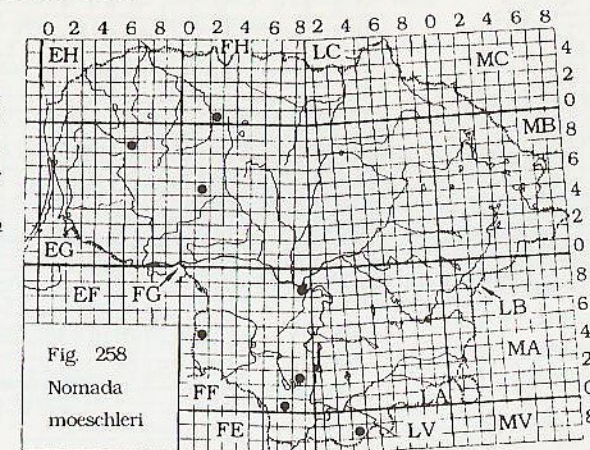 0 2 4 6 8 0 2 4 6 8 2 4 6 8 0 2 4 6 8
EH FH LC MC
4
2
0
MB
8
6
4
2
0
EG
EF FG
8
LB
6
MA
4
2
0
FF LA
FE LV MV
8
Fig. 258
Nomada
moeschleri